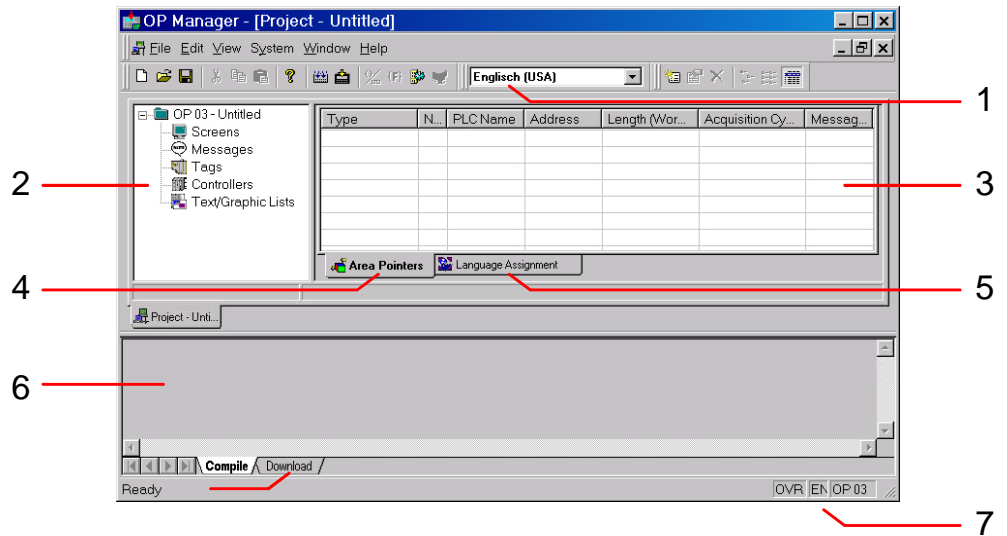 OP Manager - [Project - Untitled]
File Edit View System Window Help
Englisch (USA)
1
OP 03 - Untitled
Screens
Messages
Tags
Controllers
Text/Graphic Lists
2
Type N... PLC Name Address Length (Wor... Acquisition Cy... Messag...
3
Area Pointers Language Assignment
4
5
Project - Unti...
6
Compile Download
Ready OVR EN OP 03
7